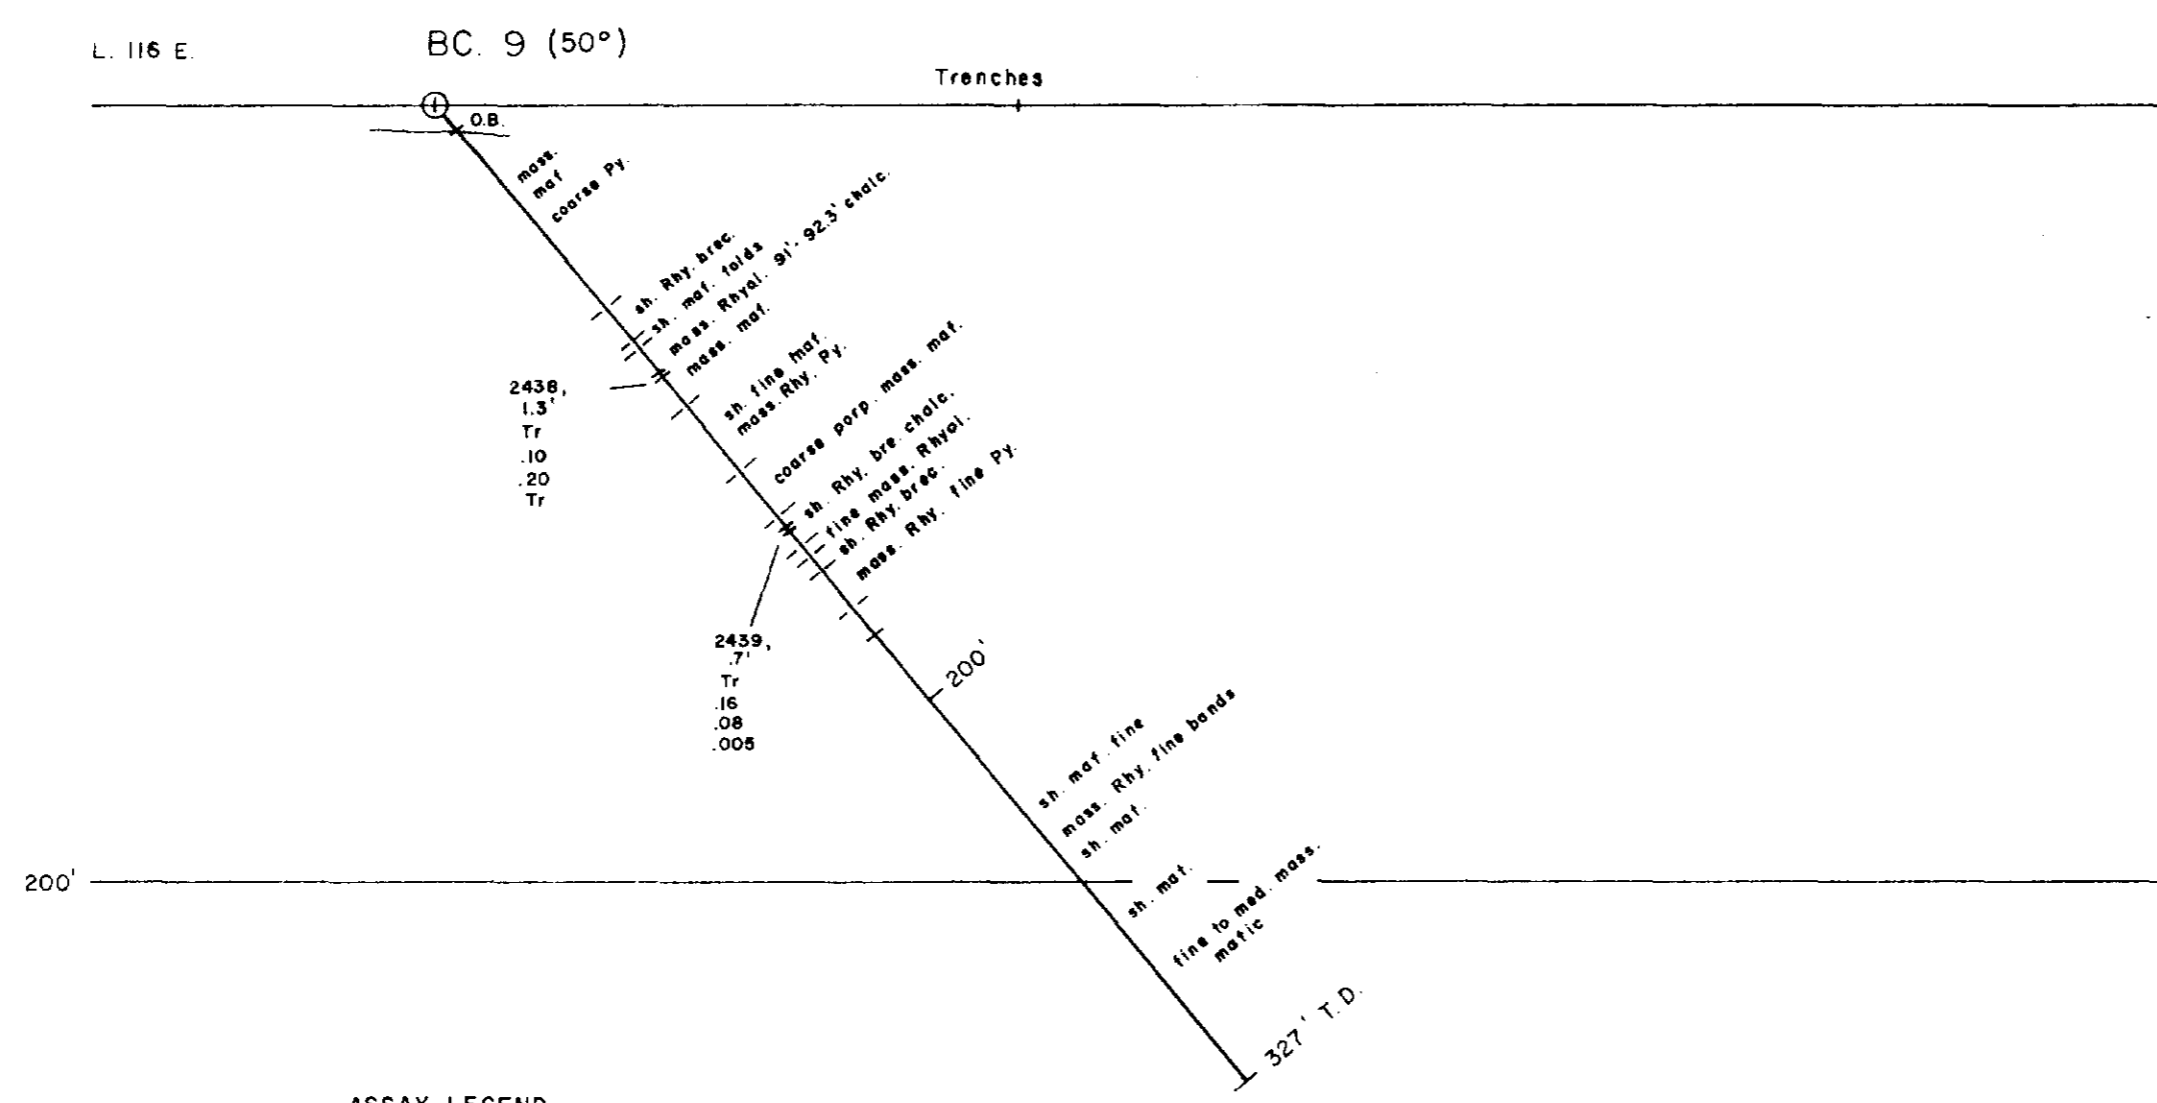 L. 116 E.
BC. 9 (50°)
Trenches
O.B.
mass.
maf
coarse Py.
sh. Rhy. brec.
sh. maf. folds
mass. Rhyol. 91'- 92.3' chalc.
mass. maf.
2438,
1.3'
Tr
.10
.20
Tr
sh. fine maf.
mass. Rhy. Py.
coarse porp. mass. maf.
sh. Rhy. bre. chalc.
fine mass. Rhyol.
sh. Rhy. brec.
mass. Rhy. fine Py.
2439,
.7'
Tr
.16
.08
.005
200'
sh. maf. fine
mass. Rhy. fine bands
sh. maf.
200'
sh. maf.
fine to med. mass.
mafic
327' T.D.
ASSAY LEGEND